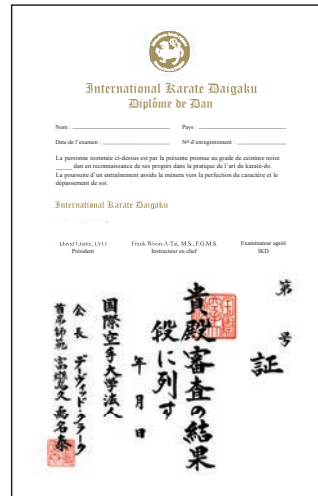 International Karate Daigaku
Diplôme de Dan
Nom : Pays :
Date de l'examen : Nº d'enregistrement :
La personne nommée ci-dessus est par la présente promue au grade de ceinture noire
_____ dan en reconnaissance de ses progrès dans la pratique de l'art du karaté-do.
La poursuite d'un entraînement assidu la mènera vers la perfection du caractère et le
dépassement de soi.
International Karate Daigaku
David Clarke, Frank Woon-A-Tai, M.S., F.G.M.S. Examinateur agréé
Président Instructeur en chef IKD
第 号
証
貴殿審査の結果
段に列す
年 月 日
国際空手大学法人
会長 デーヴィッド・クラーク
首席師範